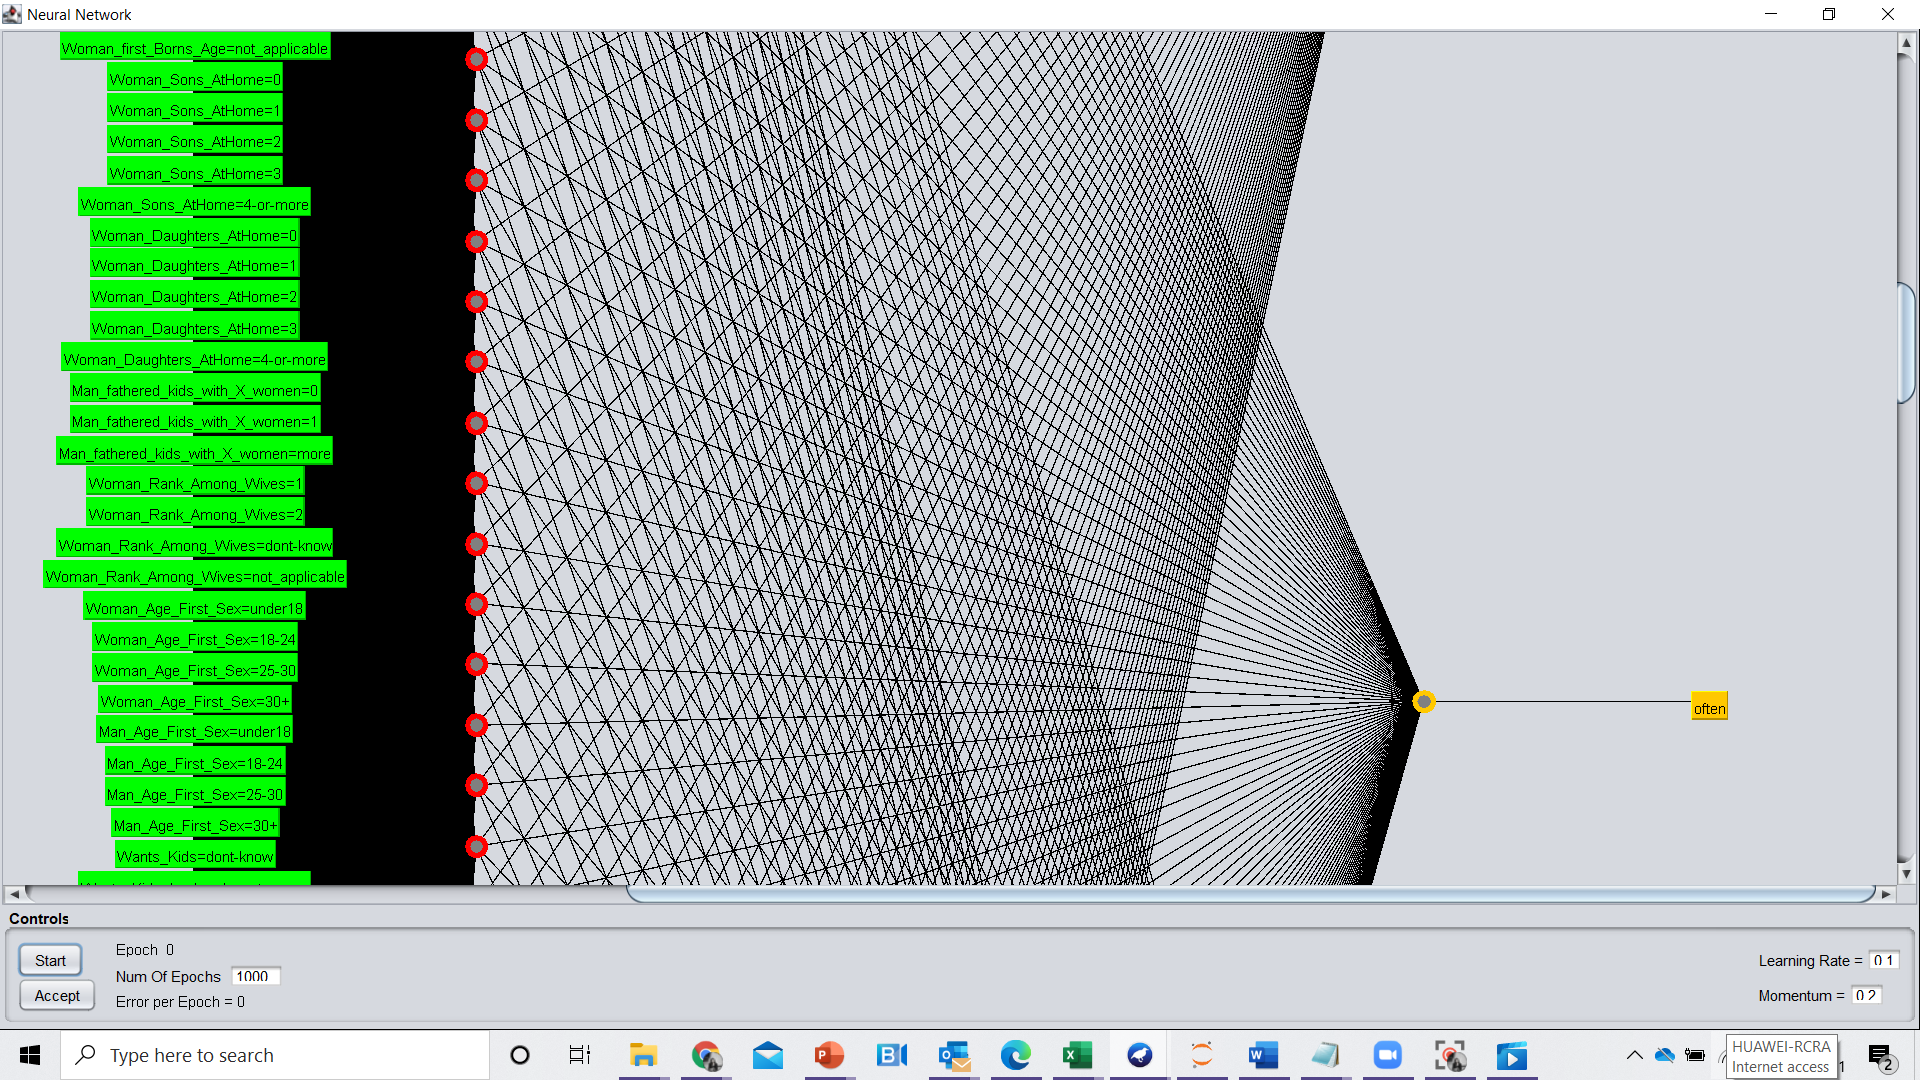 Neural Network
Woman_first_Borns_Age=not_applicable
Woman_Sons_AtHome=0
Woman_Sons_AtHome=1
Woman_Sons_AtHome=2
Woman_Sons_AtHome=3
Woman_Sons_AtHome=4-or-more
Woman_Daughters_AtHome=0
Woman_Daughters_AtHome=1
Woman_Daughters_AtHome=2
Woman_Daughters_AtHome=3
Woman_Daughters_AtHome=4-or-more
Man_fathered_kids_with_X_women=0
Man_fathered_kids_with_X_women=1
Man_fathered_kids_with_X_women=more
Woman_Rank_Among_Wives=1
Woman_Rank_Among_Wives=2
Woman_Rank_Among_Wives=dont-know
Woman_Rank_Among_Wives=not_applicable
Woman_Age_First_Sex=under18
Woman_Age_First_Sex=18-24
Woman_Age_First_Sex=25-30
Woman_Age_First_Sex=30+
often
Man_Age_First_Sex=under18
Man_Age_First_Sex=18-24
Man_Age_First_Sex=25-30
Man_Age_First_Sex=30+
Wants_Kids=dont-know
Controls
Start
Accept
Epoch 0
Num Of Epochs 1000
Error per Epoch = 0
Learning Rate = 0.1
Momentum = 0.2
Type here to search
HUAWEI-RCRA
Internet access
2